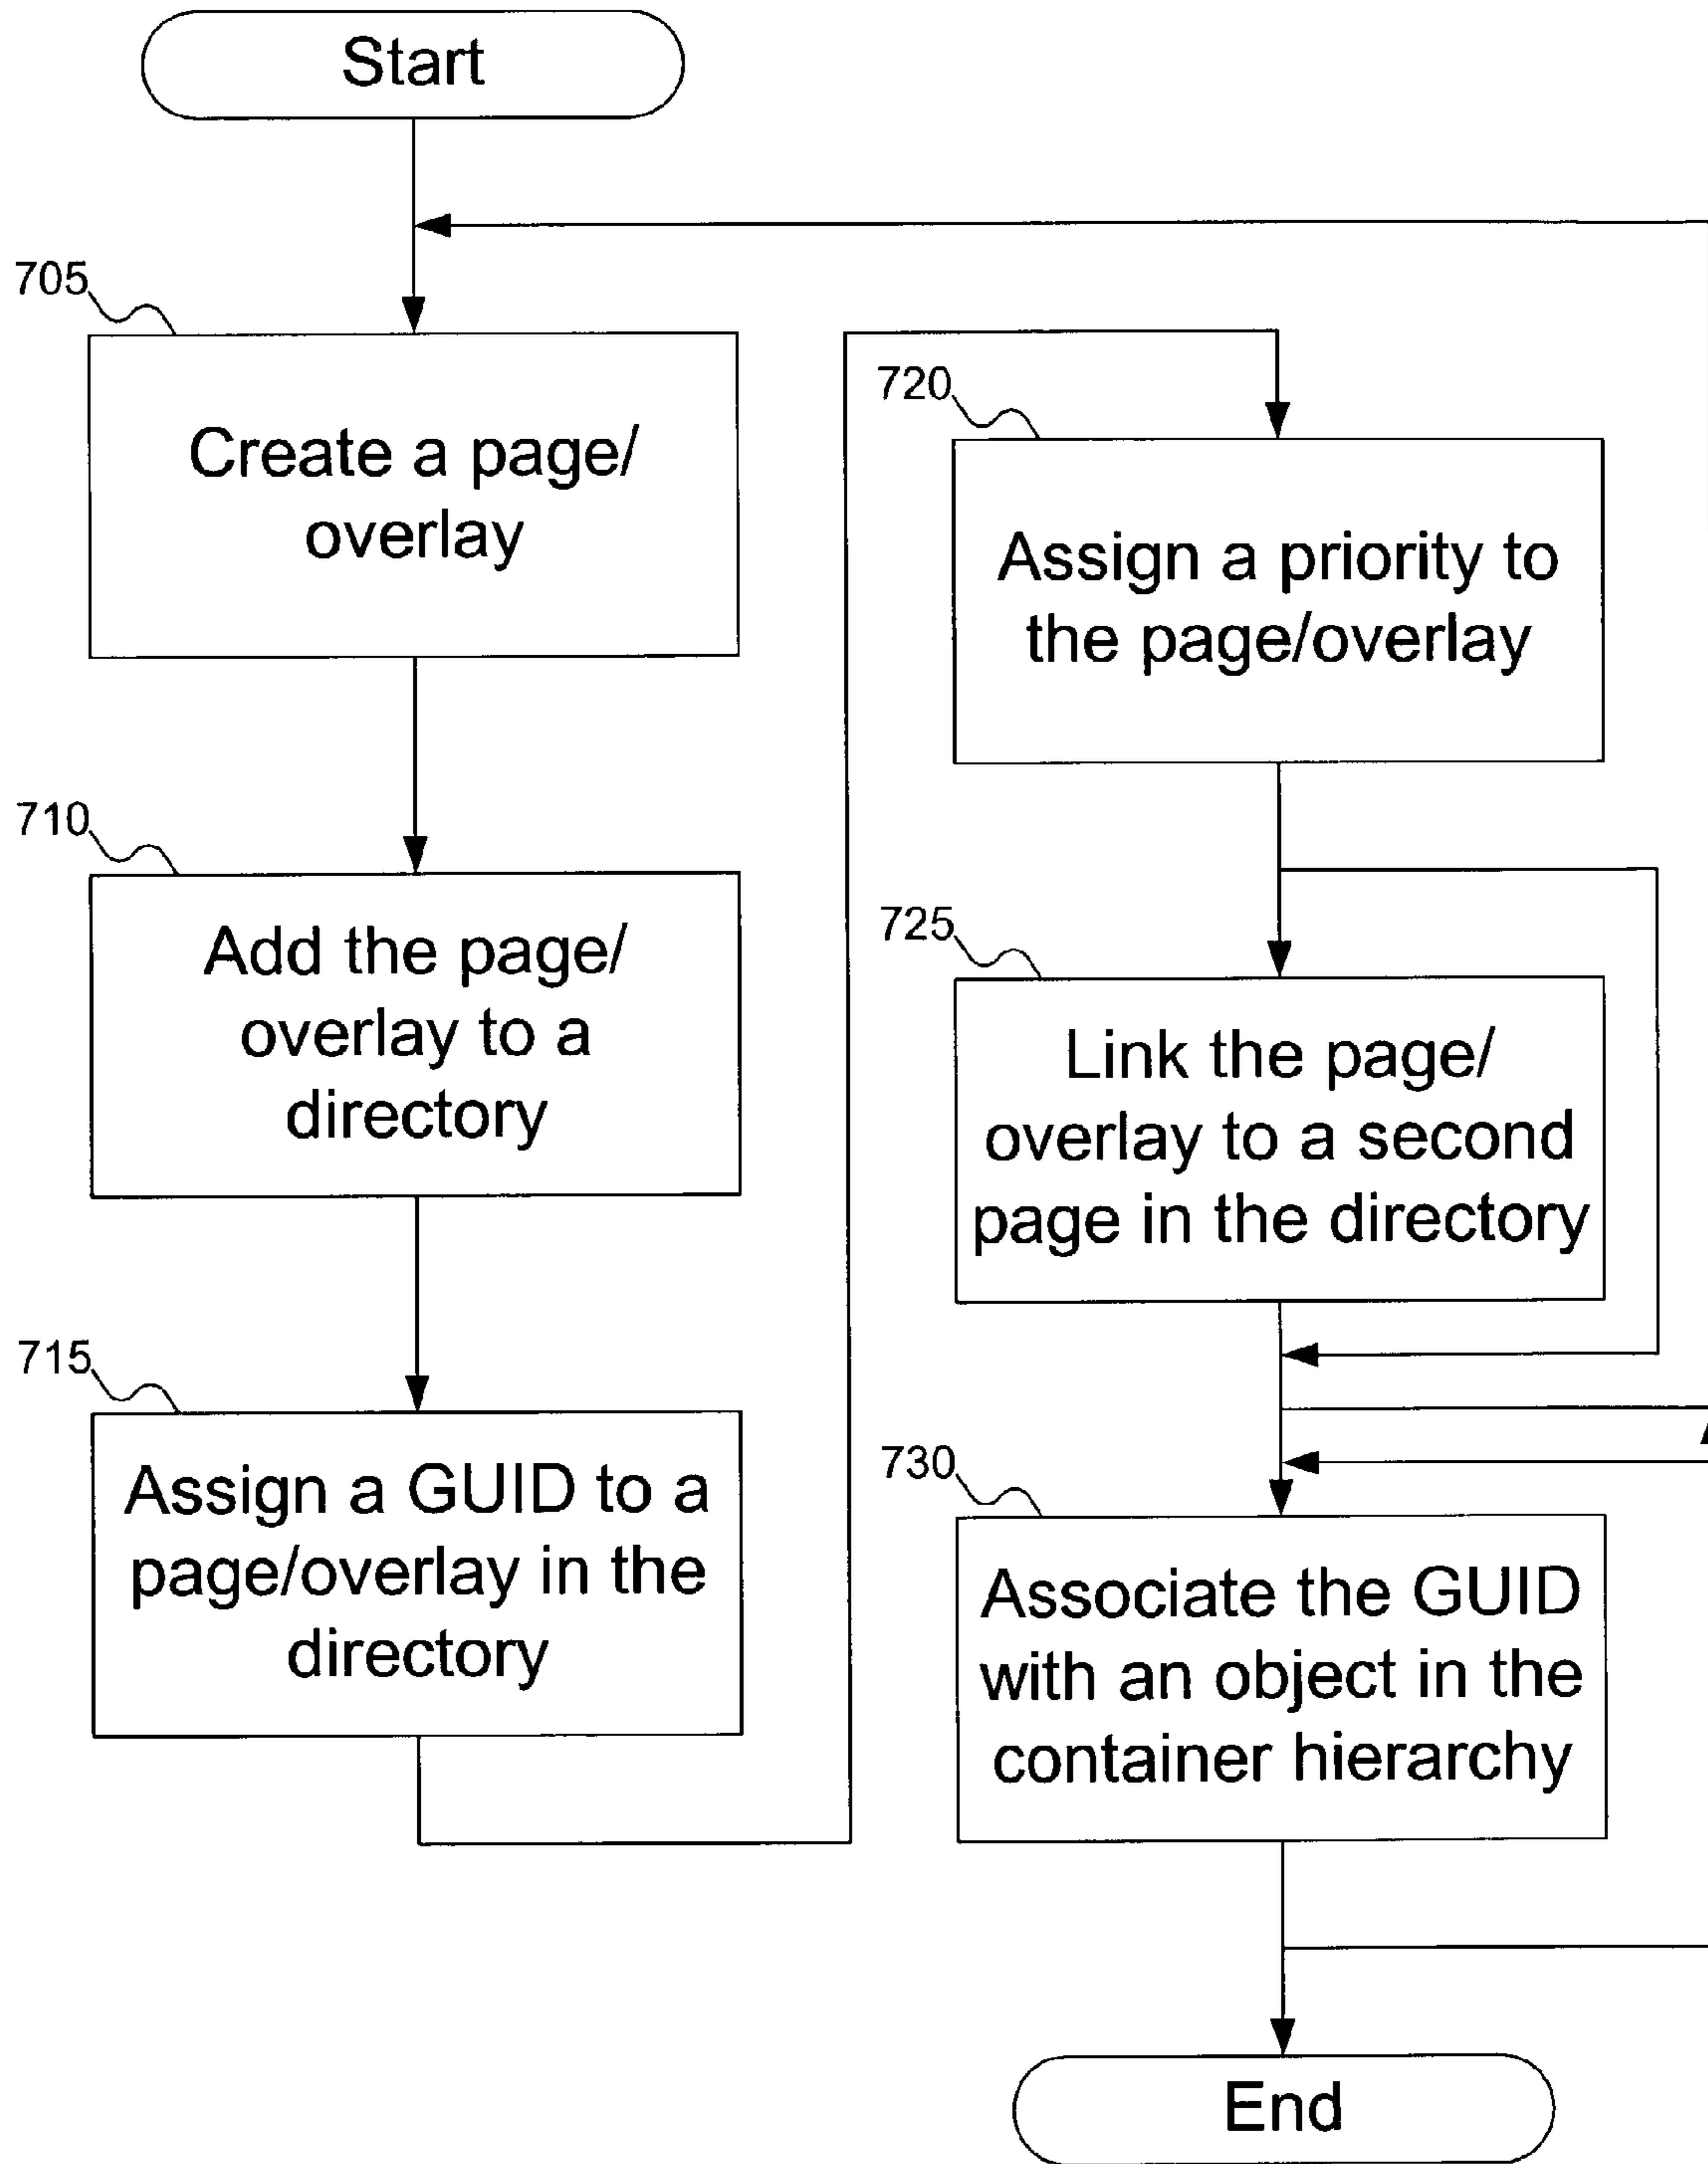 Start
705
Create a page/
overlay
710
Add the page/
overlay to a
directory
715
Assign a GUID to a
page/overlay in the
directory
720
Assign a priority to
the page/overlay
725
Link the page/
overlay to a second
page in the directory
730
Associate the GUID
with an object in the
container hierarchy
End